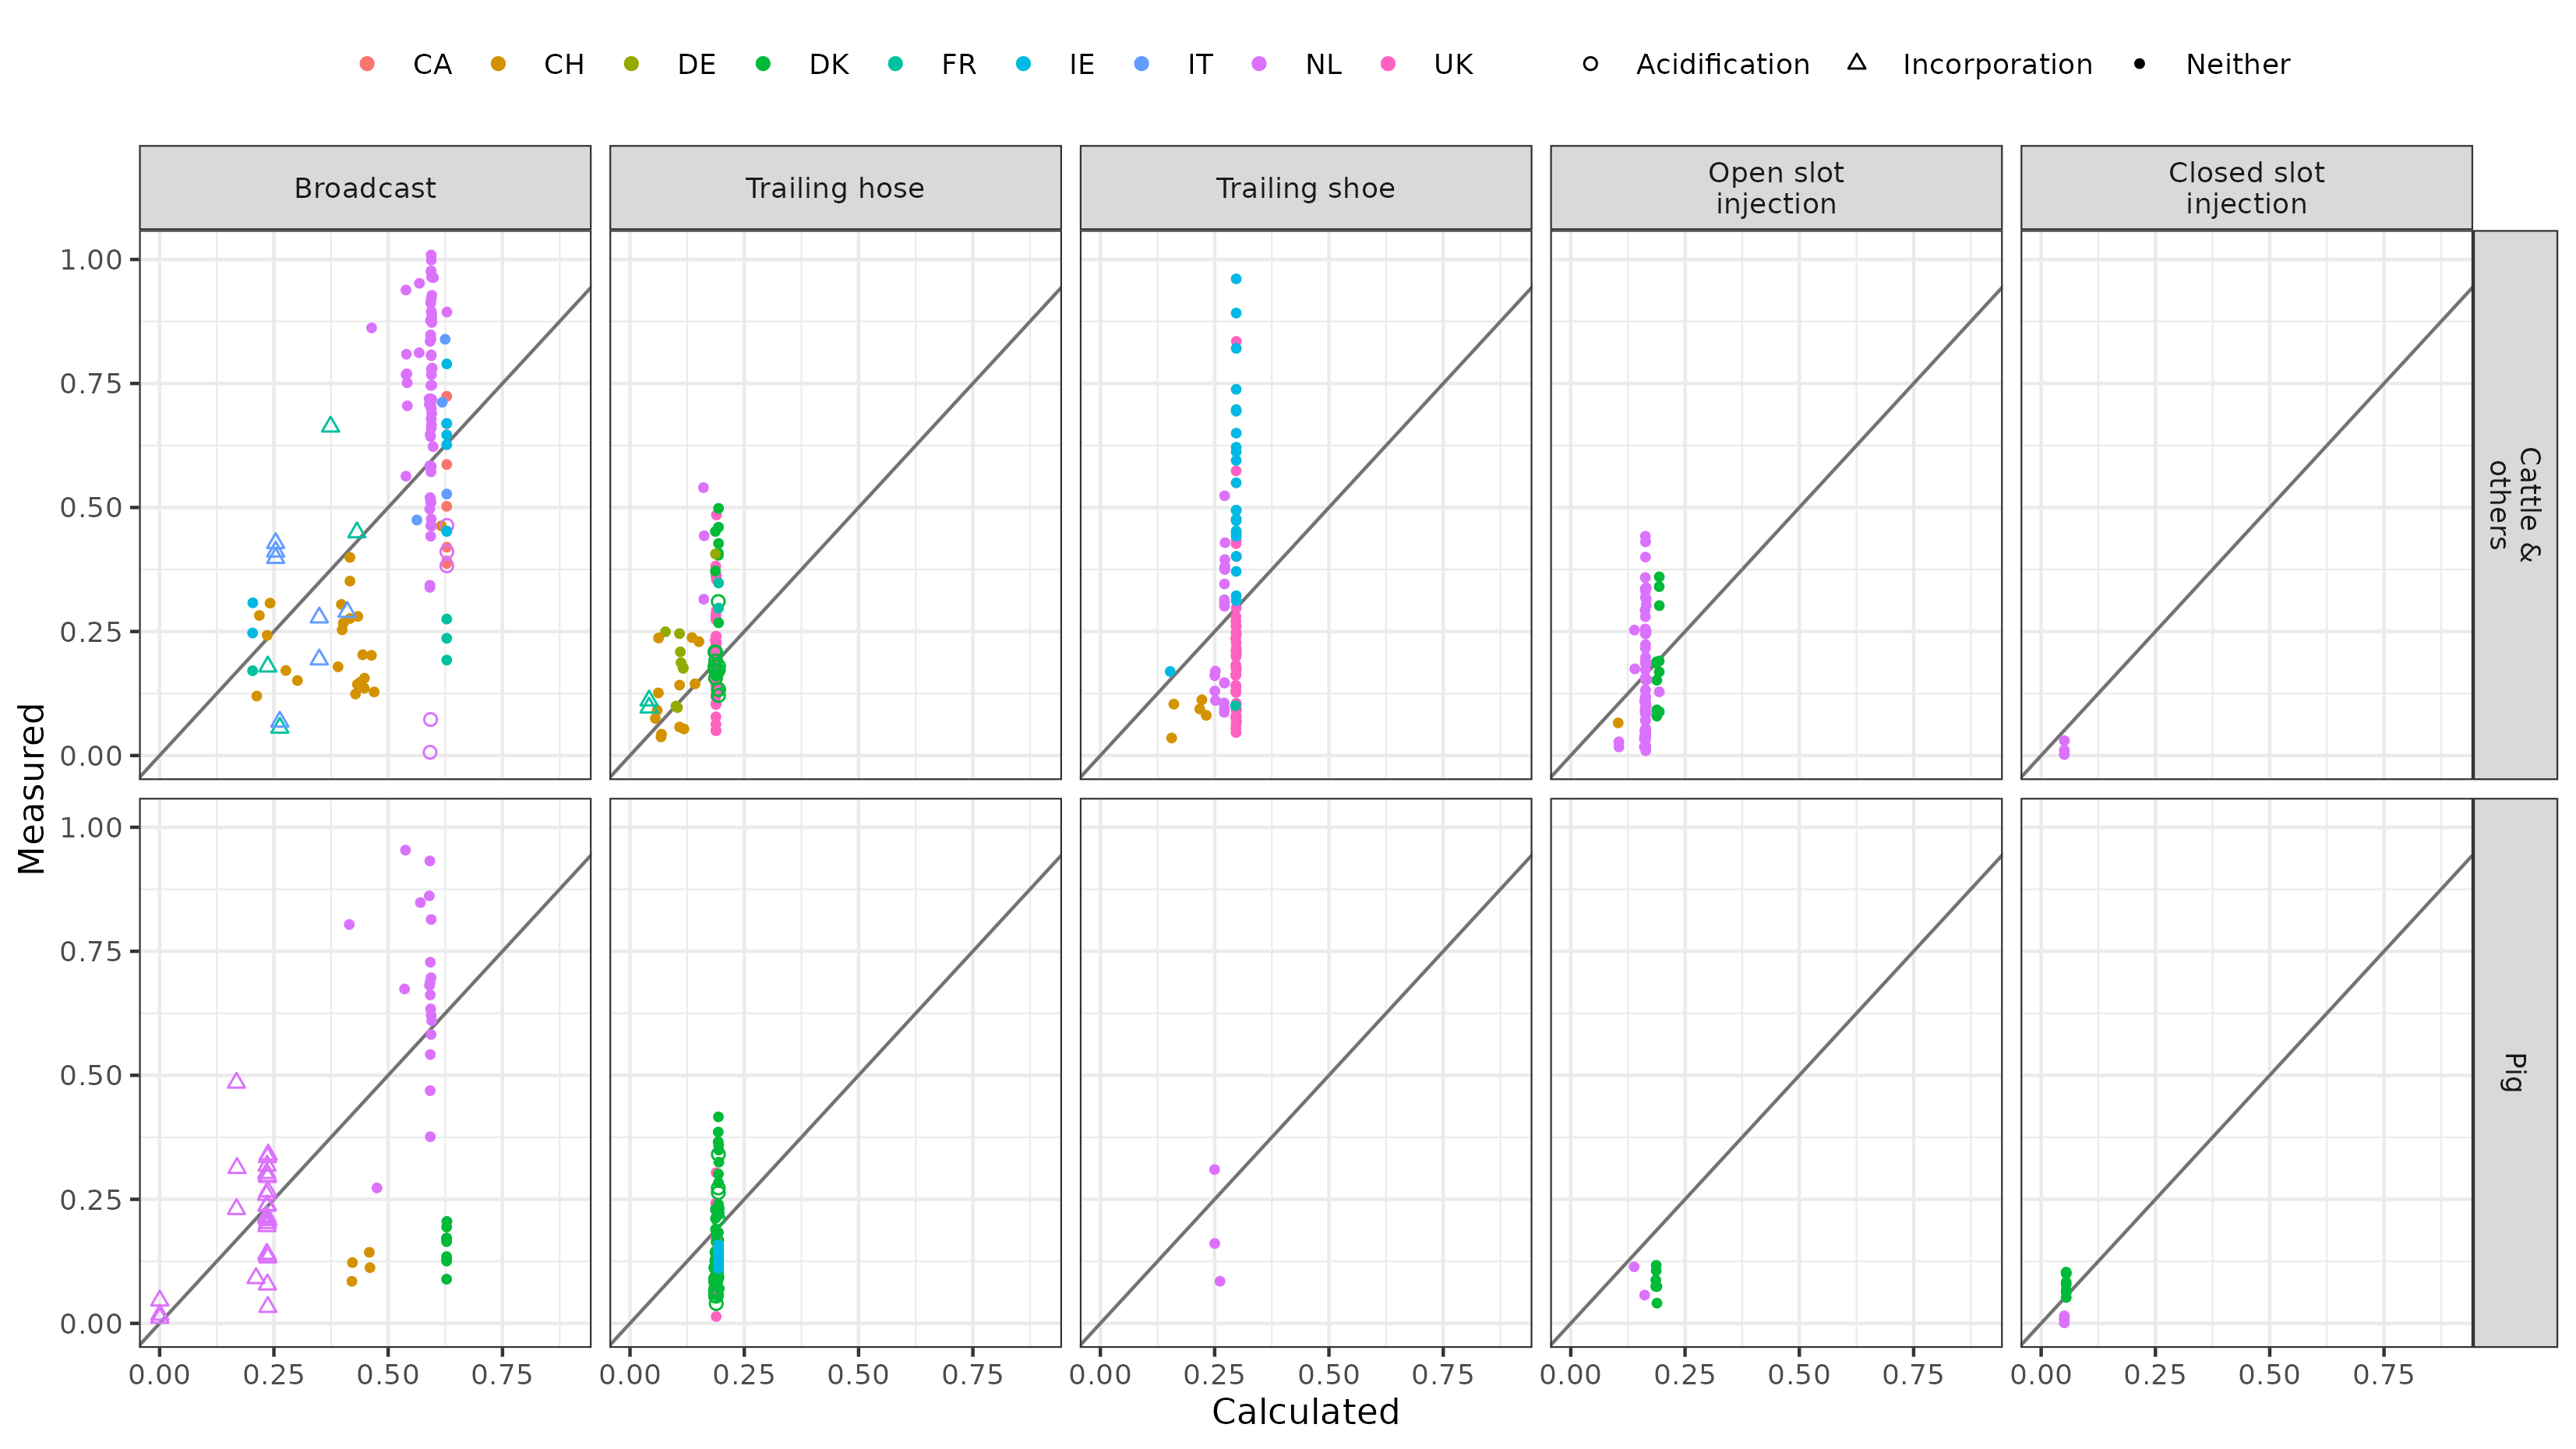 CA CH DE DK FR IE IT NL UK Acidification Incorporation Neither
Broadcast
Trailing hose
Trailing shoe
Open slot
injection
Closed slot
injection
Measured
1.00
0.75
0.50
0.25
0.00
Cattle &
others
1.00
0.75
0.50
0.25
0.00
Pig
0.00 0.25 0.50 0.75
0.00 0.25 0.50 0.75
0.00 0.25 0.50 0.75
0.00 0.25 0.50 0.75
0.00 0.25 0.50 0.75
Calculated